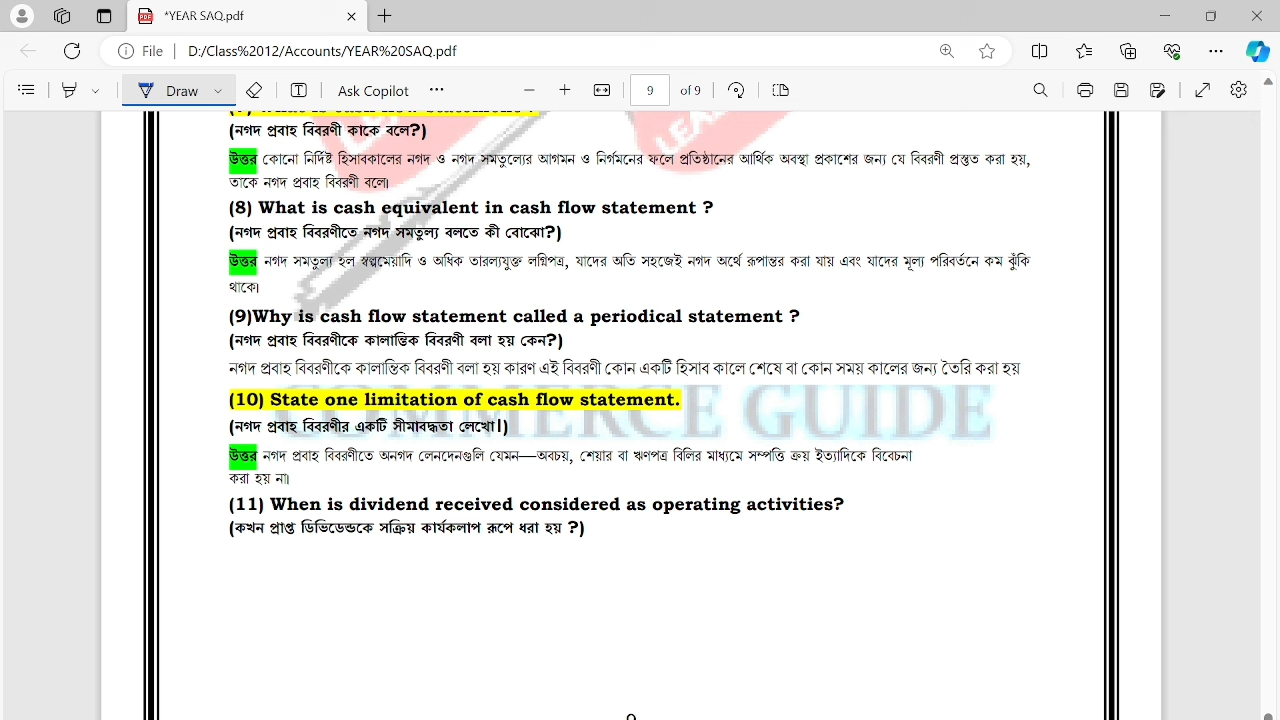 *YEAR SAQ.pdf
File | D:/Class%2012/Accounts/YEAR%20SAQ.pdf
Draw
Ask Copilot
9 of 9
(নগদ প্রবাহ বিবরণী কাকে বলে?)
উত্তর কোনো নির্দিষ্ট হিসাবকালের নগদ ও নগদ সমতুল্যের আগমন ও নির্গমনের ফলে প্রতিষ্ঠানের আর্থিক অবস্থা প্রকাশের জন্য যে বিবরণী প্রস্তুত করা হয়,
তাকে নগদ প্রবাহ বিবরণী বলে।
(8) What is cash equivalent in cash flow statement ?
(নগদ প্রবাহ বিবরণীতে নগদ সমতুল্য বলতে কী বোঝো?)
উত্তর নগদ সমতুল্য হল স্বল্পমেয়াদি ও অধিক তারল্যযুক্ত লগ্নিপত্র, যাদের অতি সহজেই নগদ অর্থে রূপান্তর করা যায় এবং যাদের মূল্য পরিবর্তনে কম ঝুঁকি
থাকে।
(9)Why is cash flow statement called a periodical statement ?
(নগদ প্রবাহ বিবরণীকে কালান্তিক বিবরণী বলা হয় কেন?)
নগদ প্রবাহ বিবরণীকে কালান্তিক বিবরণী বলা হয় কারণ এই বিবরণী কোন একটি হিসাব কালে শেষে বা কোন সময় কালের জন্য তৈরি করা হয়
(10) State one limitation of cash flow statement.
COMMERCE GUIDE
(নগদ প্রবাহ বিবরণীর একটি সীমাবদ্ধতা লেখো।)
উত্তর নগদ প্রবাহ বিবরণীতে অনগদ লেনদেনগুলি যেমন—অবচয়, শেয়ার বা ঋণপত্র বিলির মাধ্যমে সম্পত্তি ক্রয় ইত্যাদিকে বিবেচনা
করা হয় না।
(11) When is dividend received considered as operating activities?
(কখন প্রাপ্ত ডিভিডেন্ডকে সক্রিয় কার্যকলাপ রূপে ধরা হয় ?)